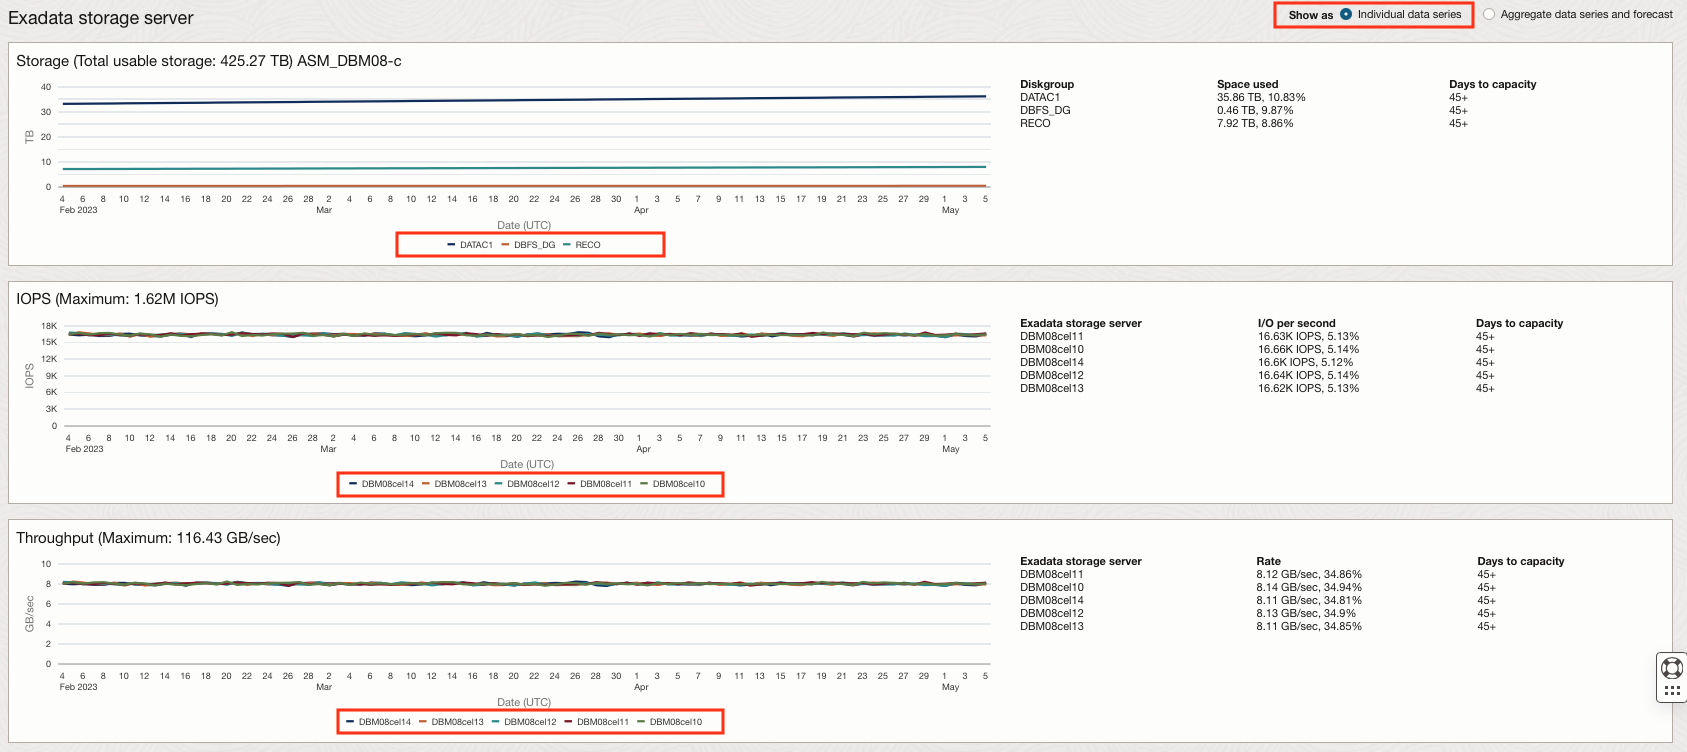 Exadata storage server
Show as Individual data series Aggregate data series and forecast
Storage (Total usable storage: 425.27 TB) ASM_DBM08-c
40
30
20
10
0
TB
4 6 8 10 12 14 16 18 20 22 24 26 28 2 4 6 8 10 12 14 16 18 20 22 24 26 28 30 1 3 5 7 9 11 13 15 17 19 21 23 25 27 29 1 3 5
Feb 2023 Mar Apr May
Date (UTC)
DATAC1 DBFS_DG RECO
Diskgroup Space used Days to capacity
DATAC1 35.86 TB, 10.83% 45+
DBFS_DG 0.46 TB, 9.87% 45+
RECO 7.92 TB, 8.86% 45+
IOPS (Maximum: 1.62M IOPS)
18K
15K
12K
9K
6K
3K
0
IOPS
4 6 8 10 12 14 16 18 20 22 24 26 28 2 4 6 8 10 12 14 16 18 20 22 24 26 28 30 1 3 5 7 9 11 13 15 17 19 21 23 25 27 29 1 3 5
Feb 2023 Mar Apr May
Date (UTC)
DBM08cel14 DBM08cel13 DBM08cel12 DBM08cel11 DBM08cel10
Exadata storage server I/O per second Days to capacity
DBM08cel11 16.63K IOPS, 5.13% 45+
DBM08cel10 16.66K IOPS, 5.14% 45+
DBM08cel14 16.6K IOPS, 5.12% 45+
DBM08cel12 16.64K IOPS, 5.14% 45+
DBM08cel13 16.62K IOPS, 5.13% 45+
Throughput (Maximum: 116.43 GB/sec)
10
8
6
4
2
0
GB/sec
4 6 8 10 12 14 16 18 20 22 24 26 28 2 4 6 8 10 12 14 16 18 20 22 24 26 28 30 1 3 5 7 9 11 13 15 17 19 21 23 25 27 29 1 3 5
Feb 2023 Mar Apr May
Date (UTC)
DBM08cel14 DBM08cel13 DBM08cel12 DBM08cel11 DBM08cel10
Exadata storage server Rate Days to capacity
DBM08cel11 8.12 GB/sec, 34.86% 45+
DBM08cel10 8.14 GB/sec, 34.94% 45+
DBM08cel14 8.11 GB/sec, 34.81% 45+
DBM08cel12 8.13 GB/sec, 34.9% 45+
DBM08cel13 8.11 GB/sec, 34.85% 45+